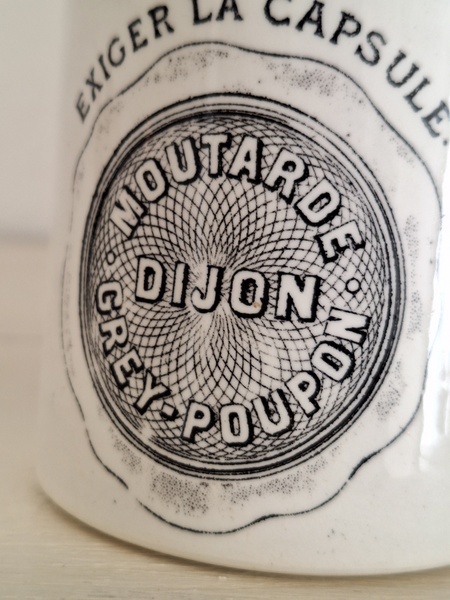 EXIGER LA CAPSULE.
MOUTARDE
DIJON
GREY-POUPON